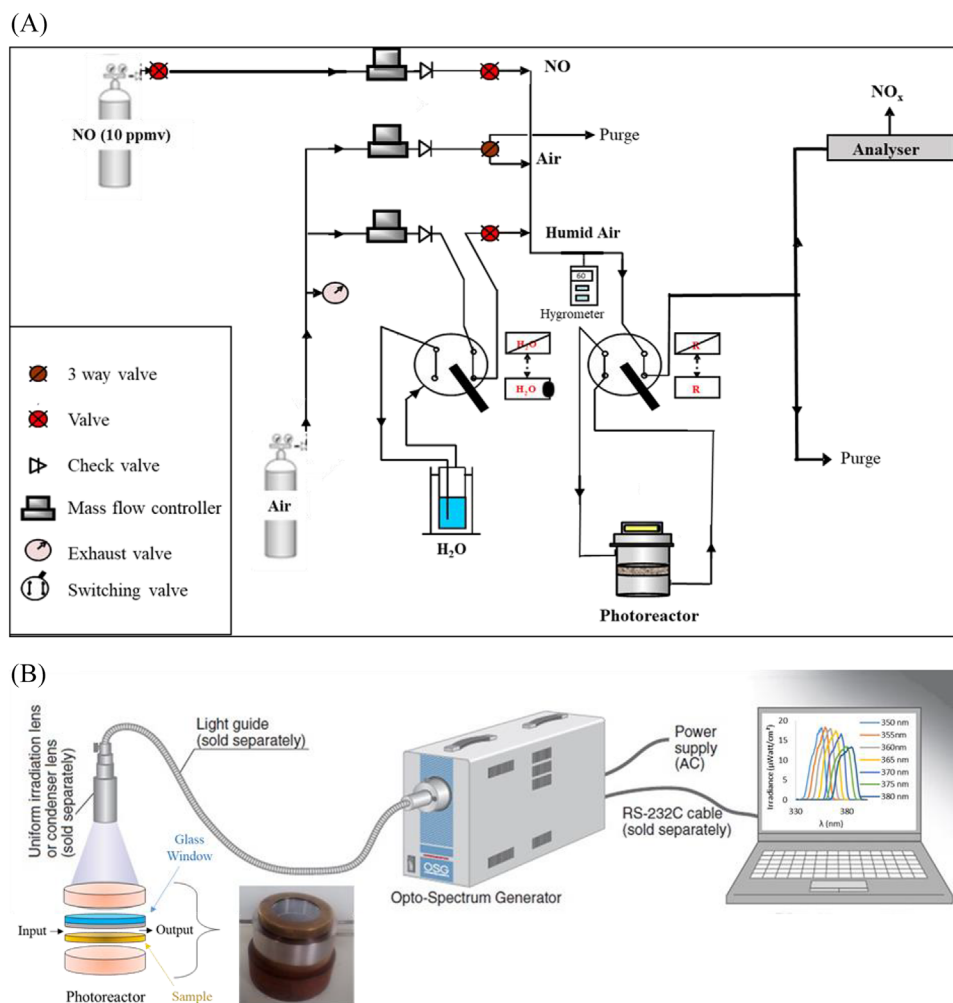 (A)
NO (10 ppmv)
NO
NOx
Purge
Analyser
Air
Humid Air
60
Hygrometer
H2O
R
H2O
R
3 way valve
Valve
Check valve
Mass flow controller
Exhaust valve
Switching valve
Air
H2O
Purge
Photoreactor
(B)
Uniform irradiation lens
or condenser lens
(sold separately)
Light guide
(sold separately)
Power
supply
(AC)
RS-232C cable
(sold separately)
OSG
Opto-Spectrum Generator
Irradiance (µWatt/cm²)
20
15
10
5
0
330
380
λ (nm)
350 nm
355nm
360nm
365 nm
370 nm
375 nm
380 nm
Glass
Window
Input
Output
Photoreactor
Sample